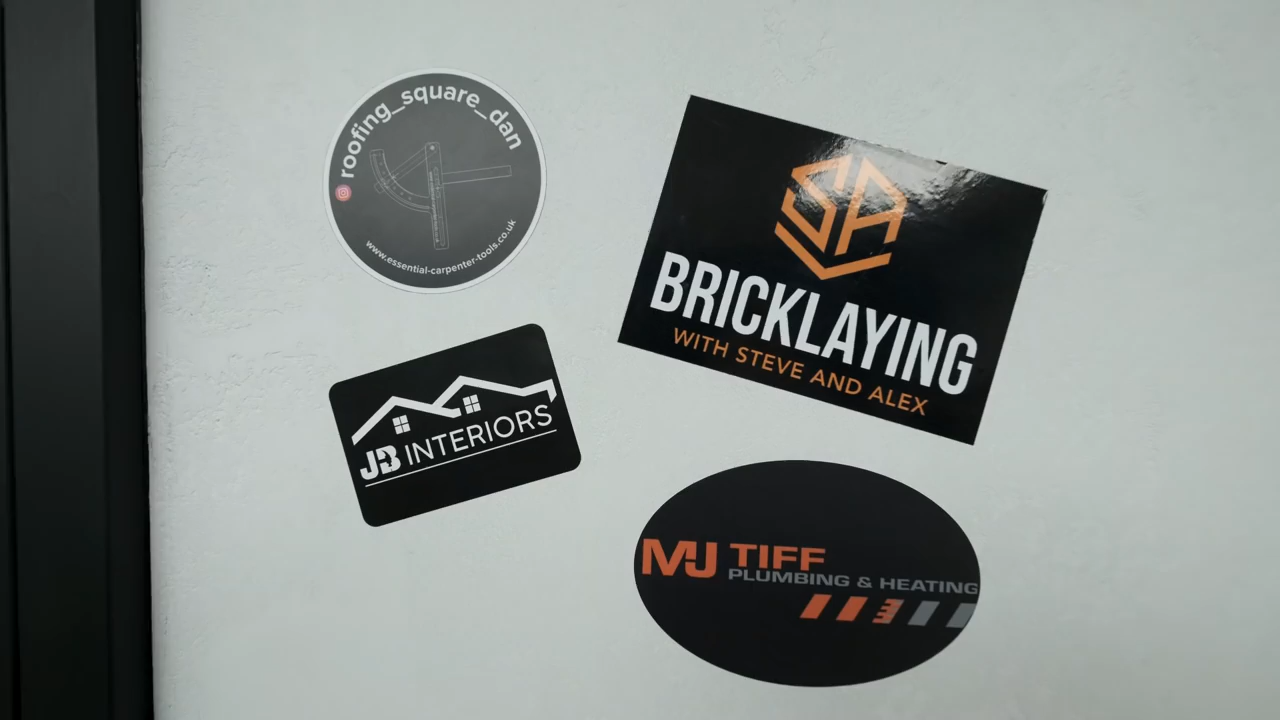 roofing_square_dan
www.essential-carpenter-tools.co.uk
SA
BRICKLAYING
WITH STEVE AND ALEX
JB INTERIORS
MJ TIFF
PLUMBING & HEATING